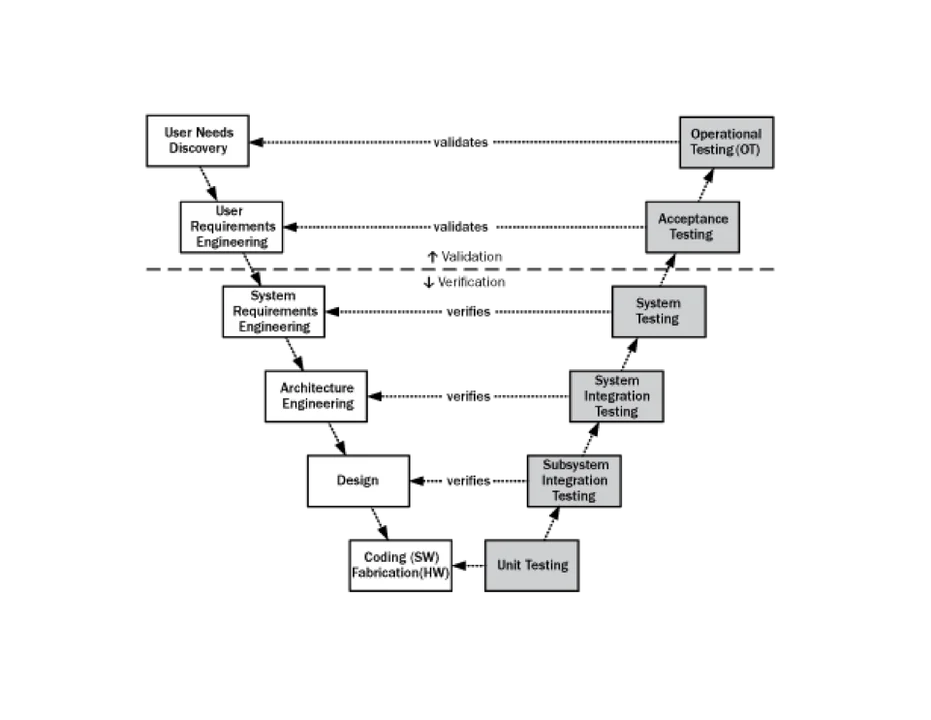 User Needs
Discovery
validates
Operational
Testing (OT)
User
Requirements
Engineering
validates
Acceptance
Testing
↑ Validation
↓ Verification
System
Requirements
Engineering
verifies
System
Testing
Architecture
Engineering
verifies
System
Integration
Testing
Design
verifies
Subsystem
Integration
Testing
Coding (SW)
Fabrication(HW)
Unit Testing